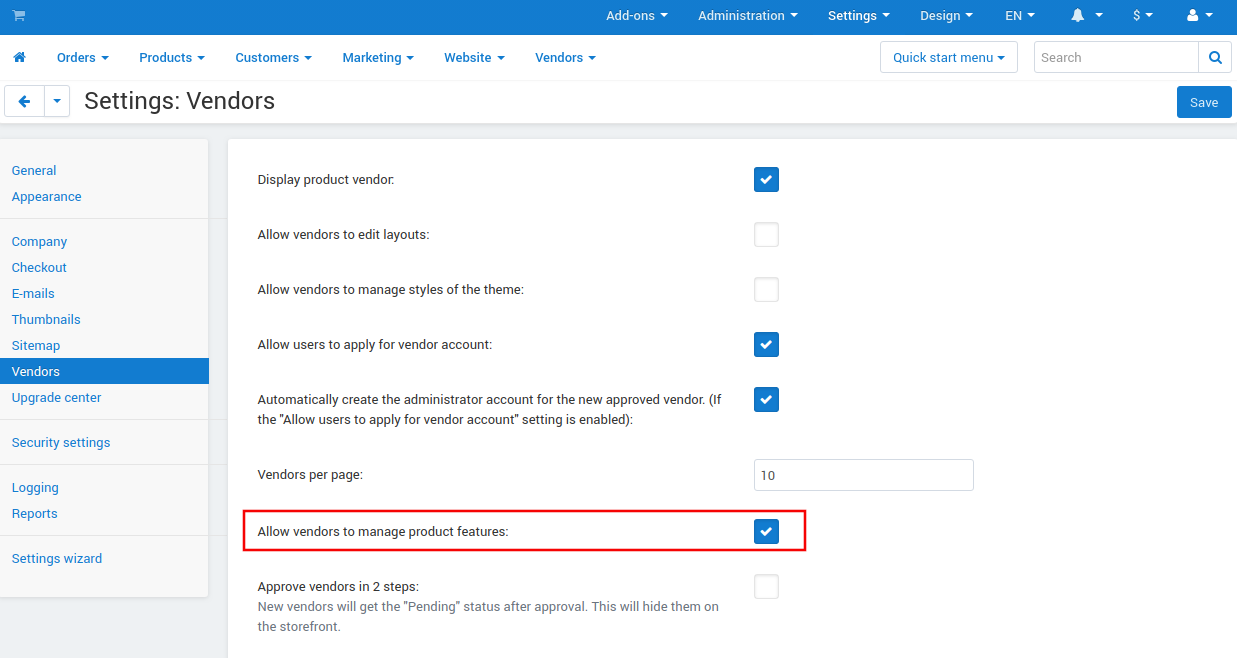 Add-ons Administration Settings Design EN $
Orders Products Customers Marketing Website Vendors Quick start menu Search
Settings: Vendors Save
General
Appearance
Company
Checkout
E-mails
Thumbnails
Sitemap
Vendors
Upgrade center
Security settings
Logging
Reports
Settings wizard
Display product vendor:
Allow vendors to edit layouts:
Allow vendors to manage styles of the theme:
Allow users to apply for vendor account:
Automatically create the administrator account for the new approved vendor. (If
the "Allow users to apply for vendor account" setting is enabled):
Vendors per page: 10
Allow vendors to manage product features:
Approve vendors in 2 steps:
New vendors will get the "Pending" status after approval. This will hide them on
the storefront.